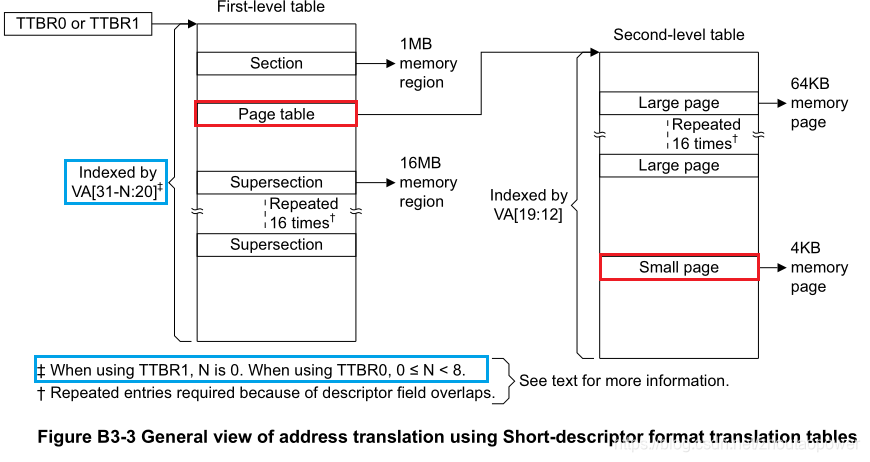 First-level table
TTBR0 or TTBR1
Second-level table
Section
1MB
memory
region
Page table
Large page
64KB
memory
page
Repeated
16 times†
Large page
Indexed by
VA[31-N:20]‡
Supersection
16MB
memory
region
Repeated
16 times†
Supersection
Indexed by
VA[19:12]
Small page
4KB
memory
page
‡ When using TTBR1, N is 0. When using TTBR0, 0 ≤ N < 8.
† Repeated entries required because of descriptor field overlaps.
See text for more information.
Figure B3-3 General view of address translation using Short-descriptor format translation tables